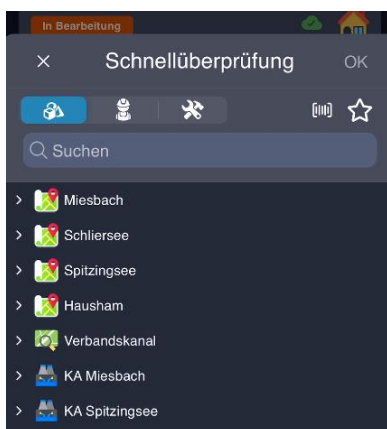 In Bearbeitung
Schnellüberprüfung
OK
Suchen
Miesbach
Schliersee
Spitzingsee
Hausham
Verbandskanal
KA Miesbach
KA Spitzingsee